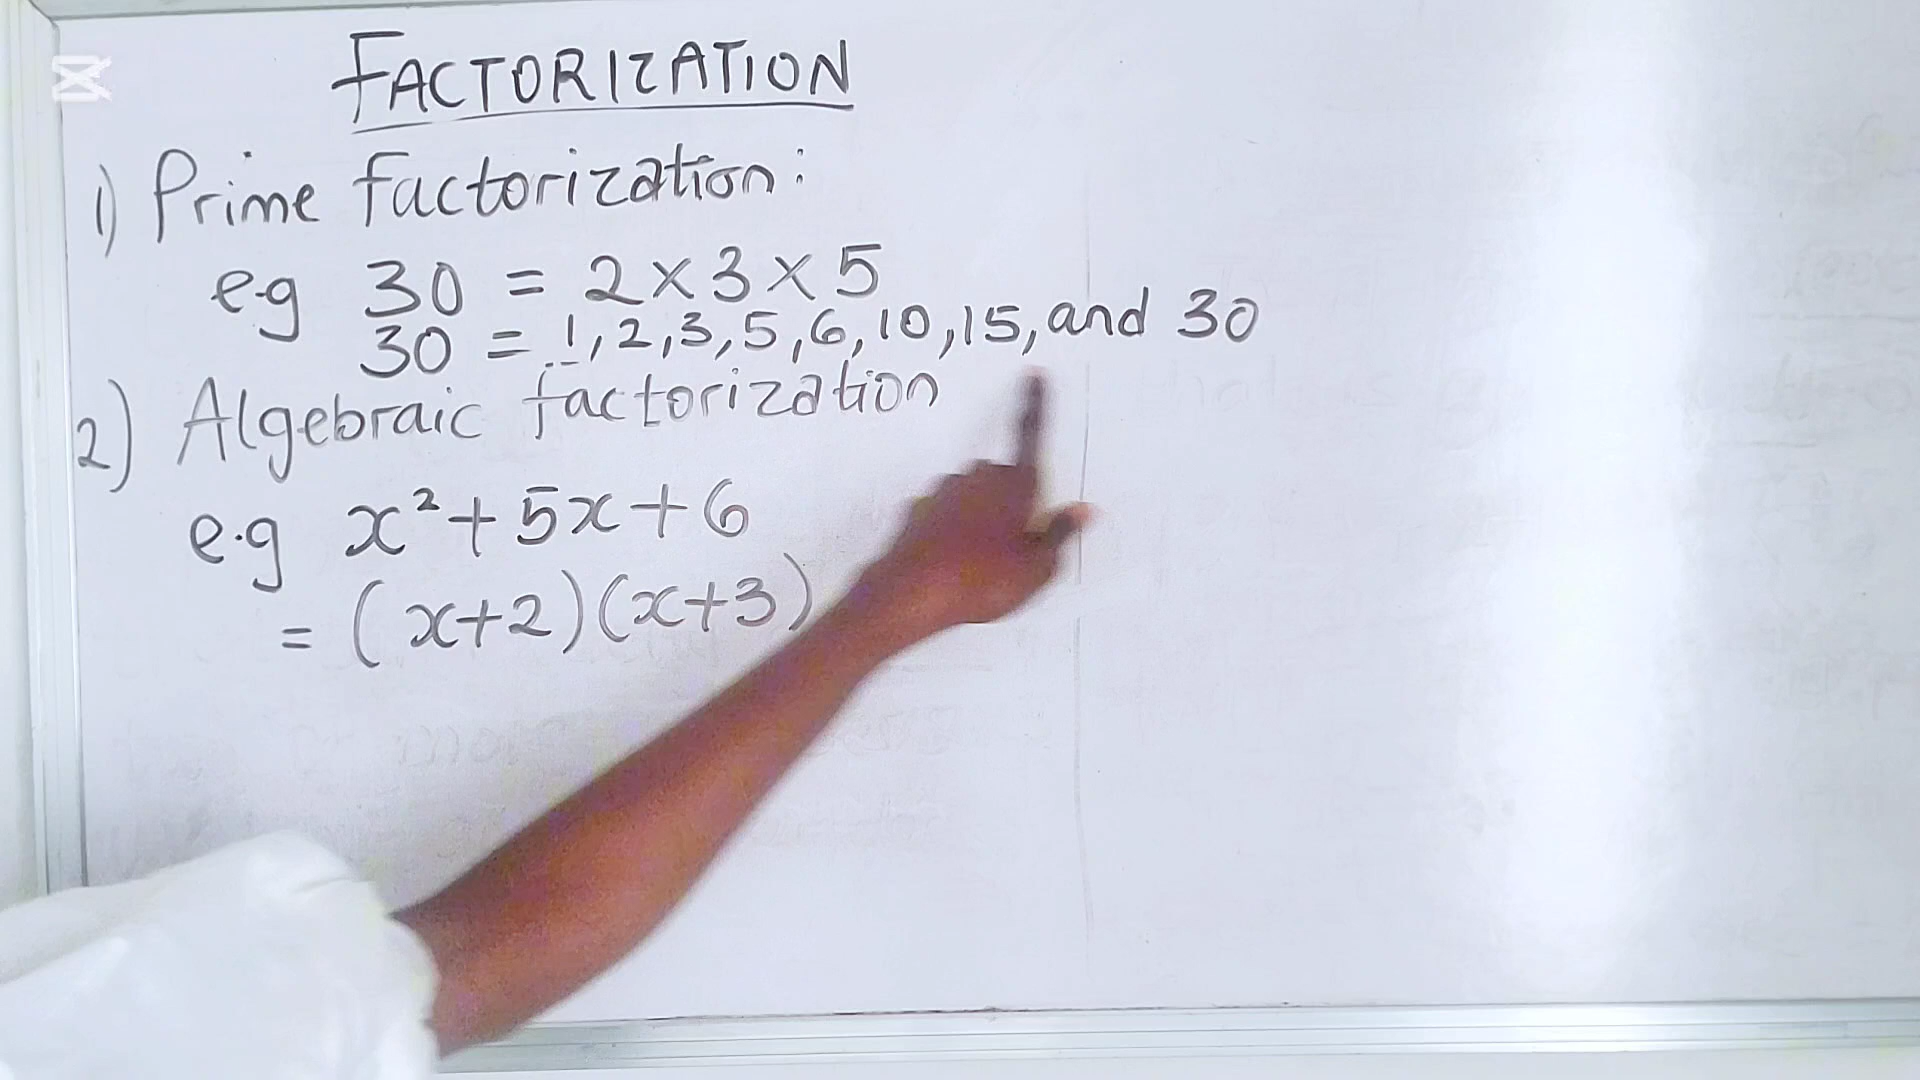 FACTORIZATION
1) Prime factorization:
e.g 30 = 2 × 3 × 5
30 = 1, 2, 3, 5, 6, 10, 15, and 30
2) Algebraic factorization
e.g x² + 5x + 6
= (x+2)(x+3)